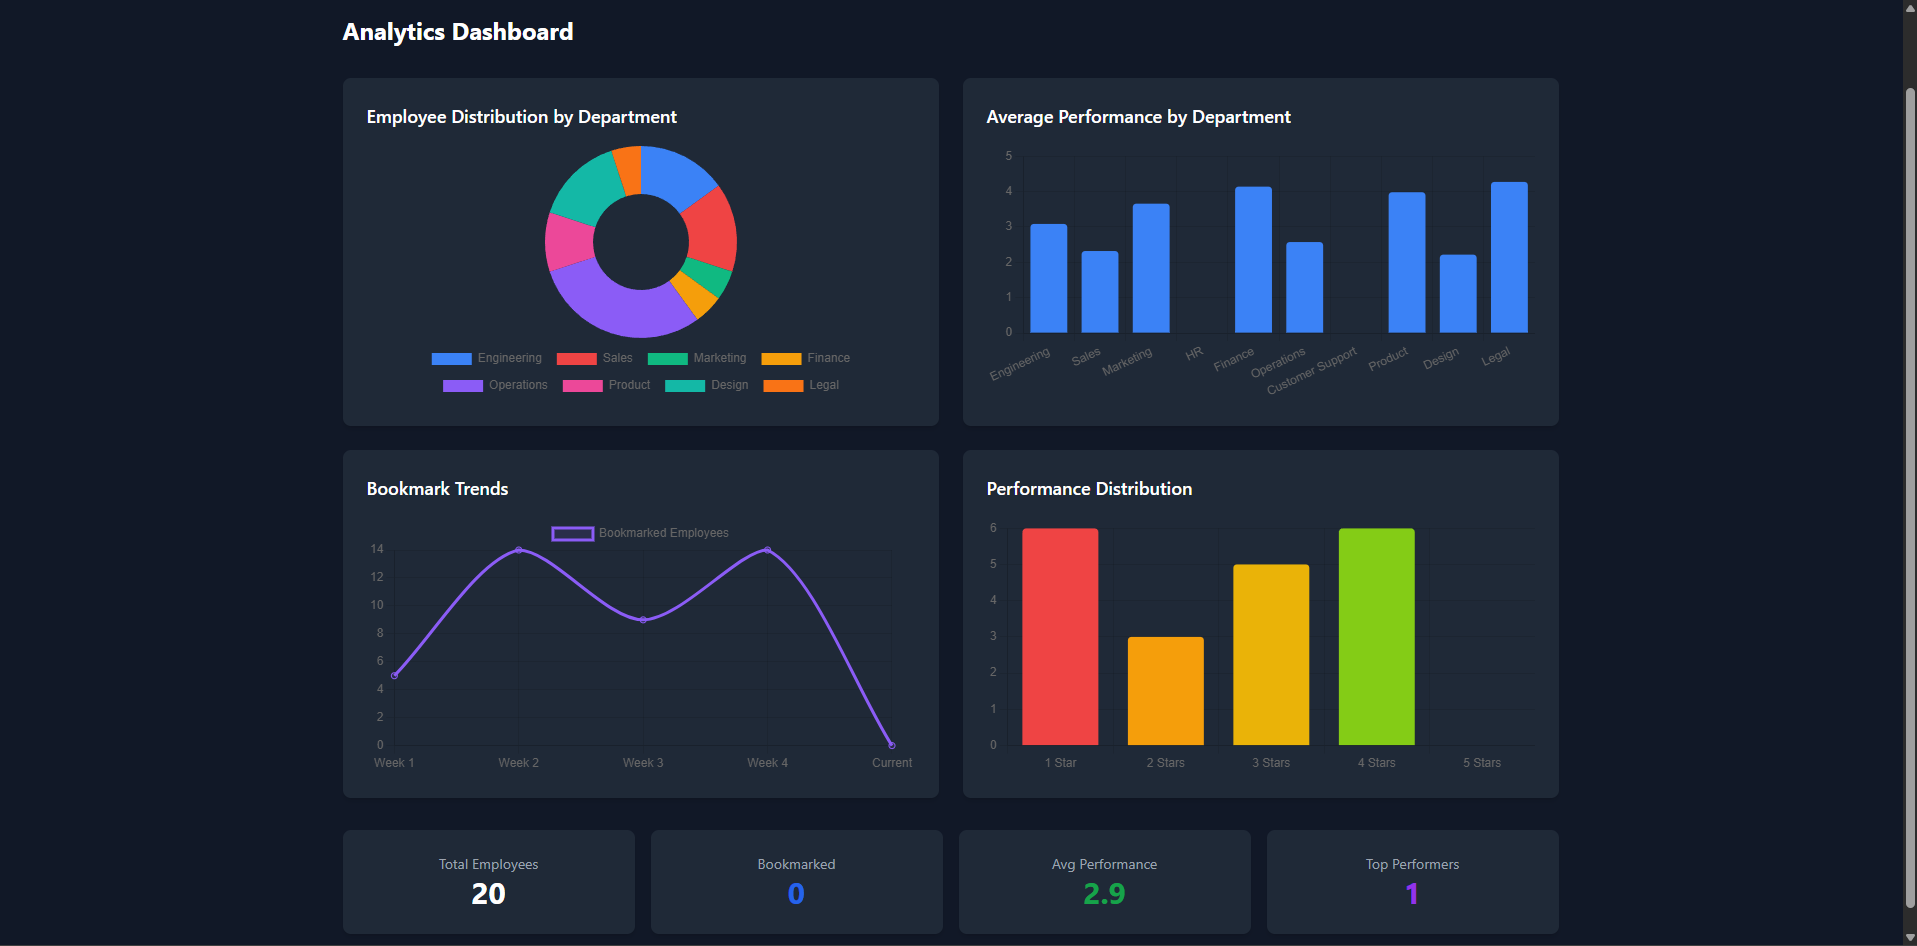 Analytics Dashboard
Employee Distribution by Department
Engineering Sales Marketing Finance
Operations Product Design Legal
Average Performance by Department
5
4
3
2
1
0
Engineering Sales Marketing HR Finance Operations Customer Support Product Design Legal
Bookmark Trends
Bookmarked Employees
14
12
10
8
6
4
2
0
Week 1 Week 2 Week 3 Week 4 Current
Performance Distribution
6
5
4
3
2
1
0
1 Star 2 Stars 3 Stars 4 Stars 5 Stars
Total Employees
20
Bookmarked
0
Avg Performance
2.9
Top Performers
1